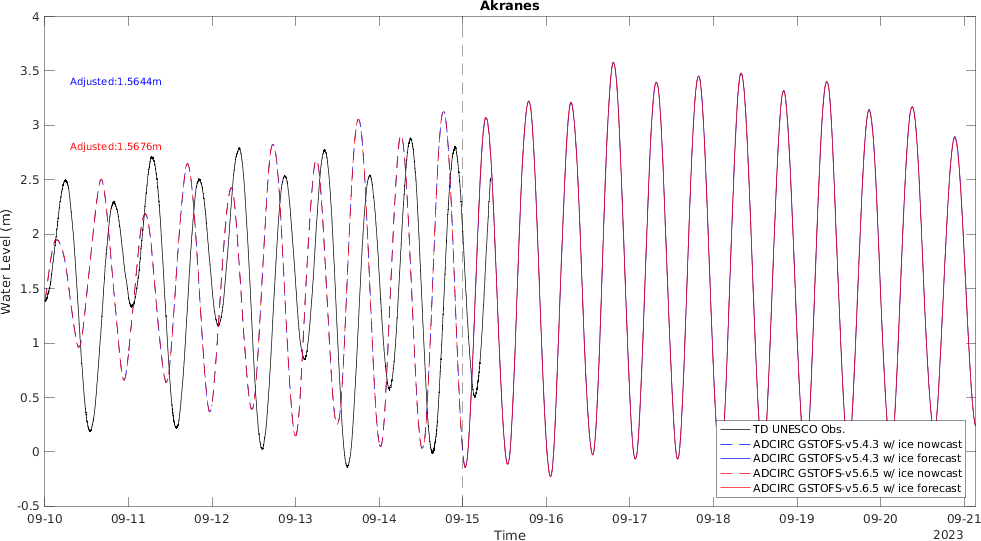 Akranes
4
3.5
3
2.5
2
1.5
1
0.5
0
-0.5
Water Level (m)
Adjusted:1.5644m
Adjusted:1.5676m
TD UNESCO Obs.
ADCIRC GSTOFS-v5.4.3 w/ ice nowcast
ADCIRC GSTOFS-v5.4.3 w/ ice forecast
ADCIRC GSTOFS-v5.6.5 w/ ice nowcast
ADCIRC GSTOFS-v5.6.5 w/ ice forecast
09-10 09-11 09-12 09-13 09-14 09-15 09-16 09-17 09-18 09-19 09-20 09-21
Time
2023